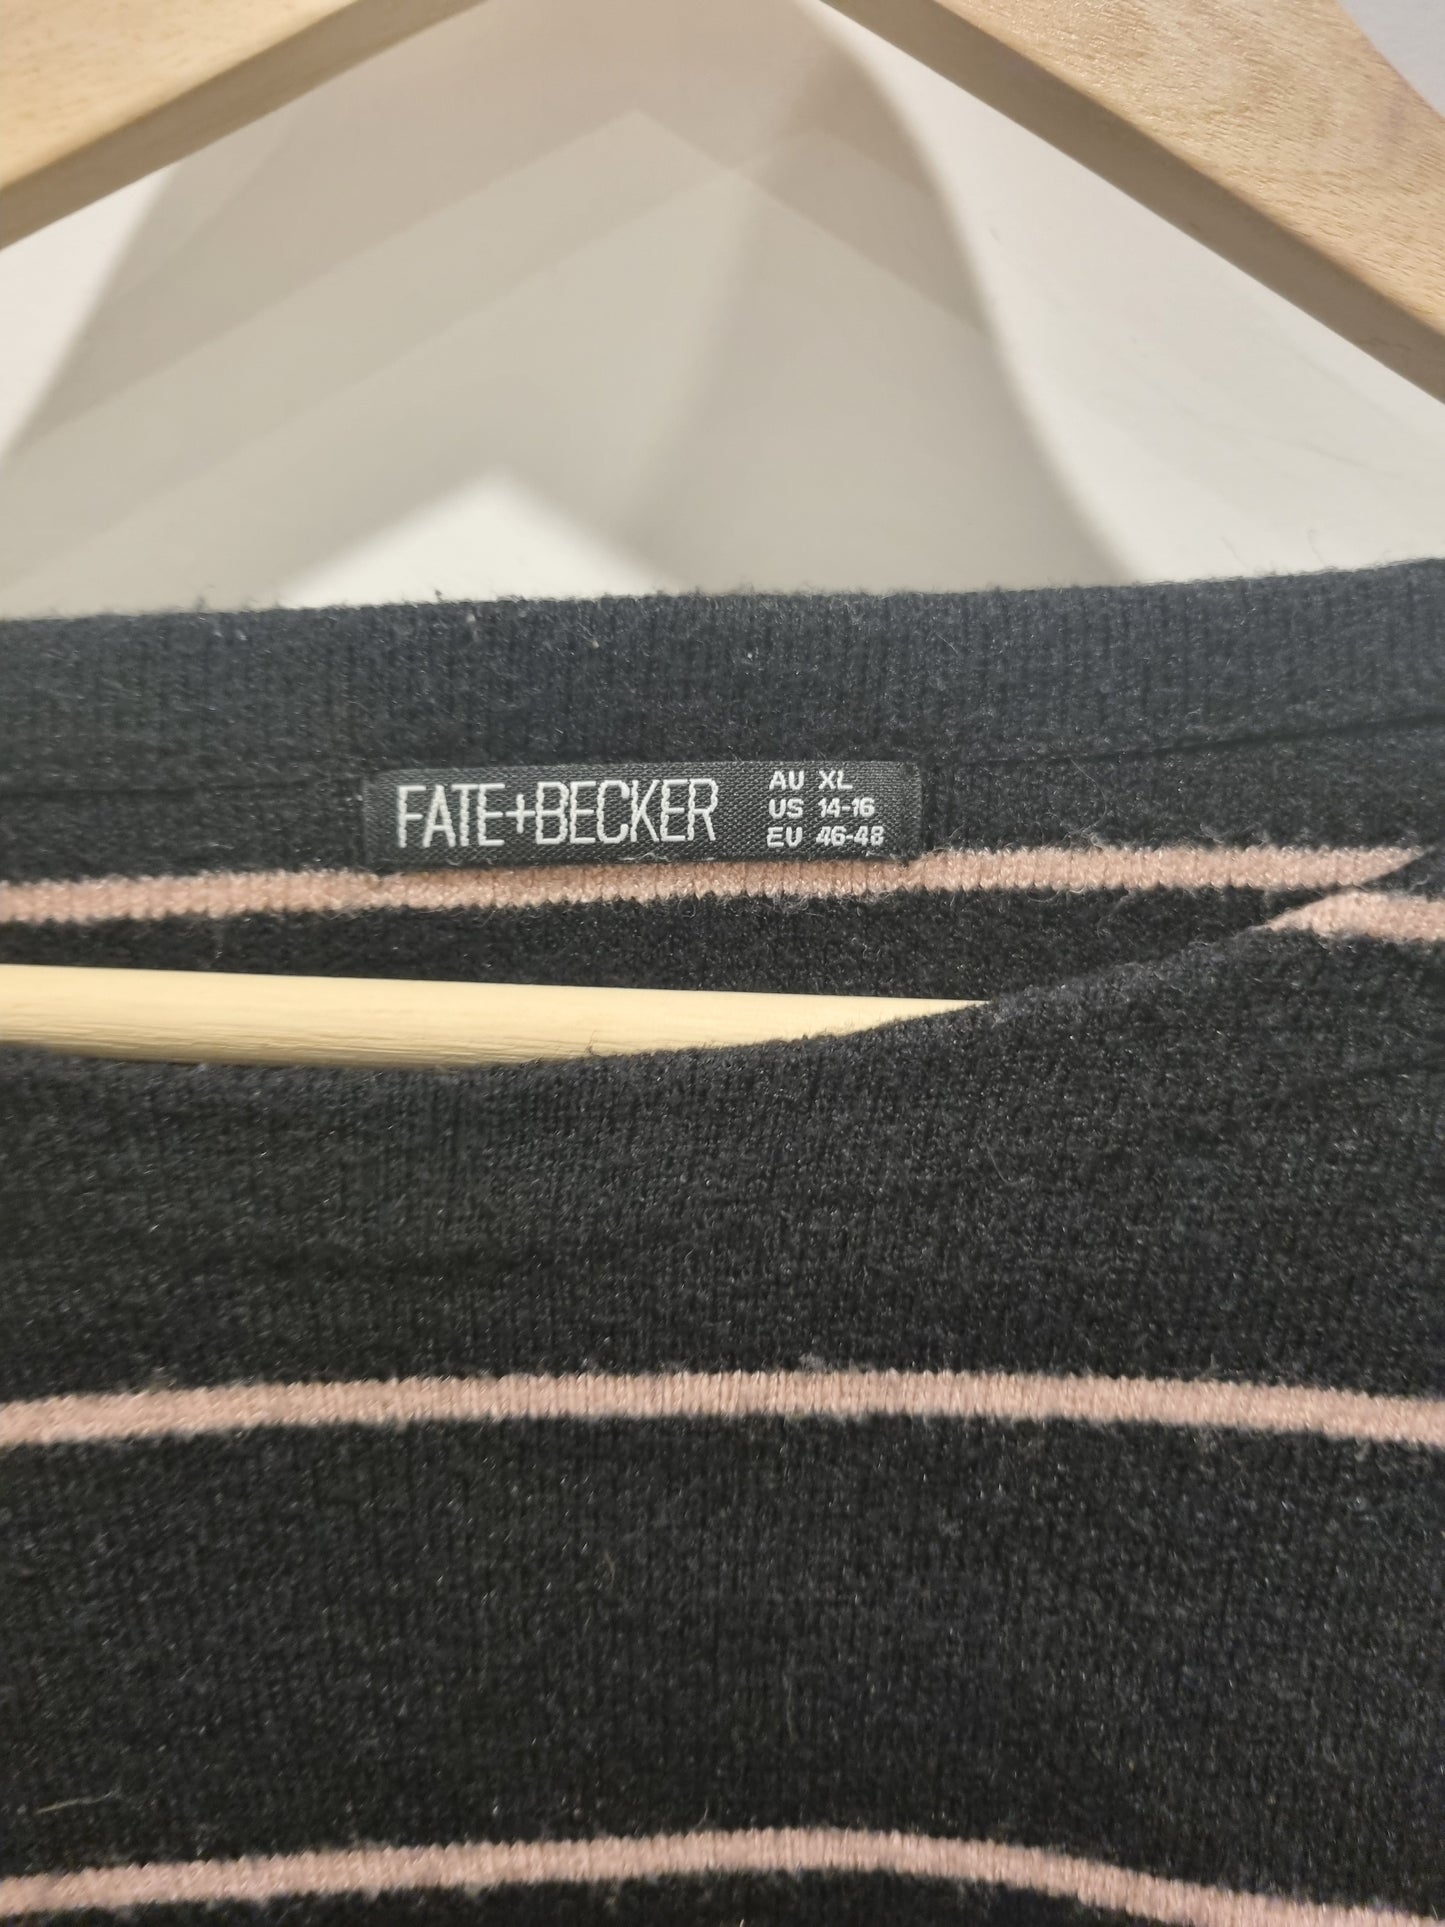 FATE+BECKER
AU XL
US 14-16
EU 46-48